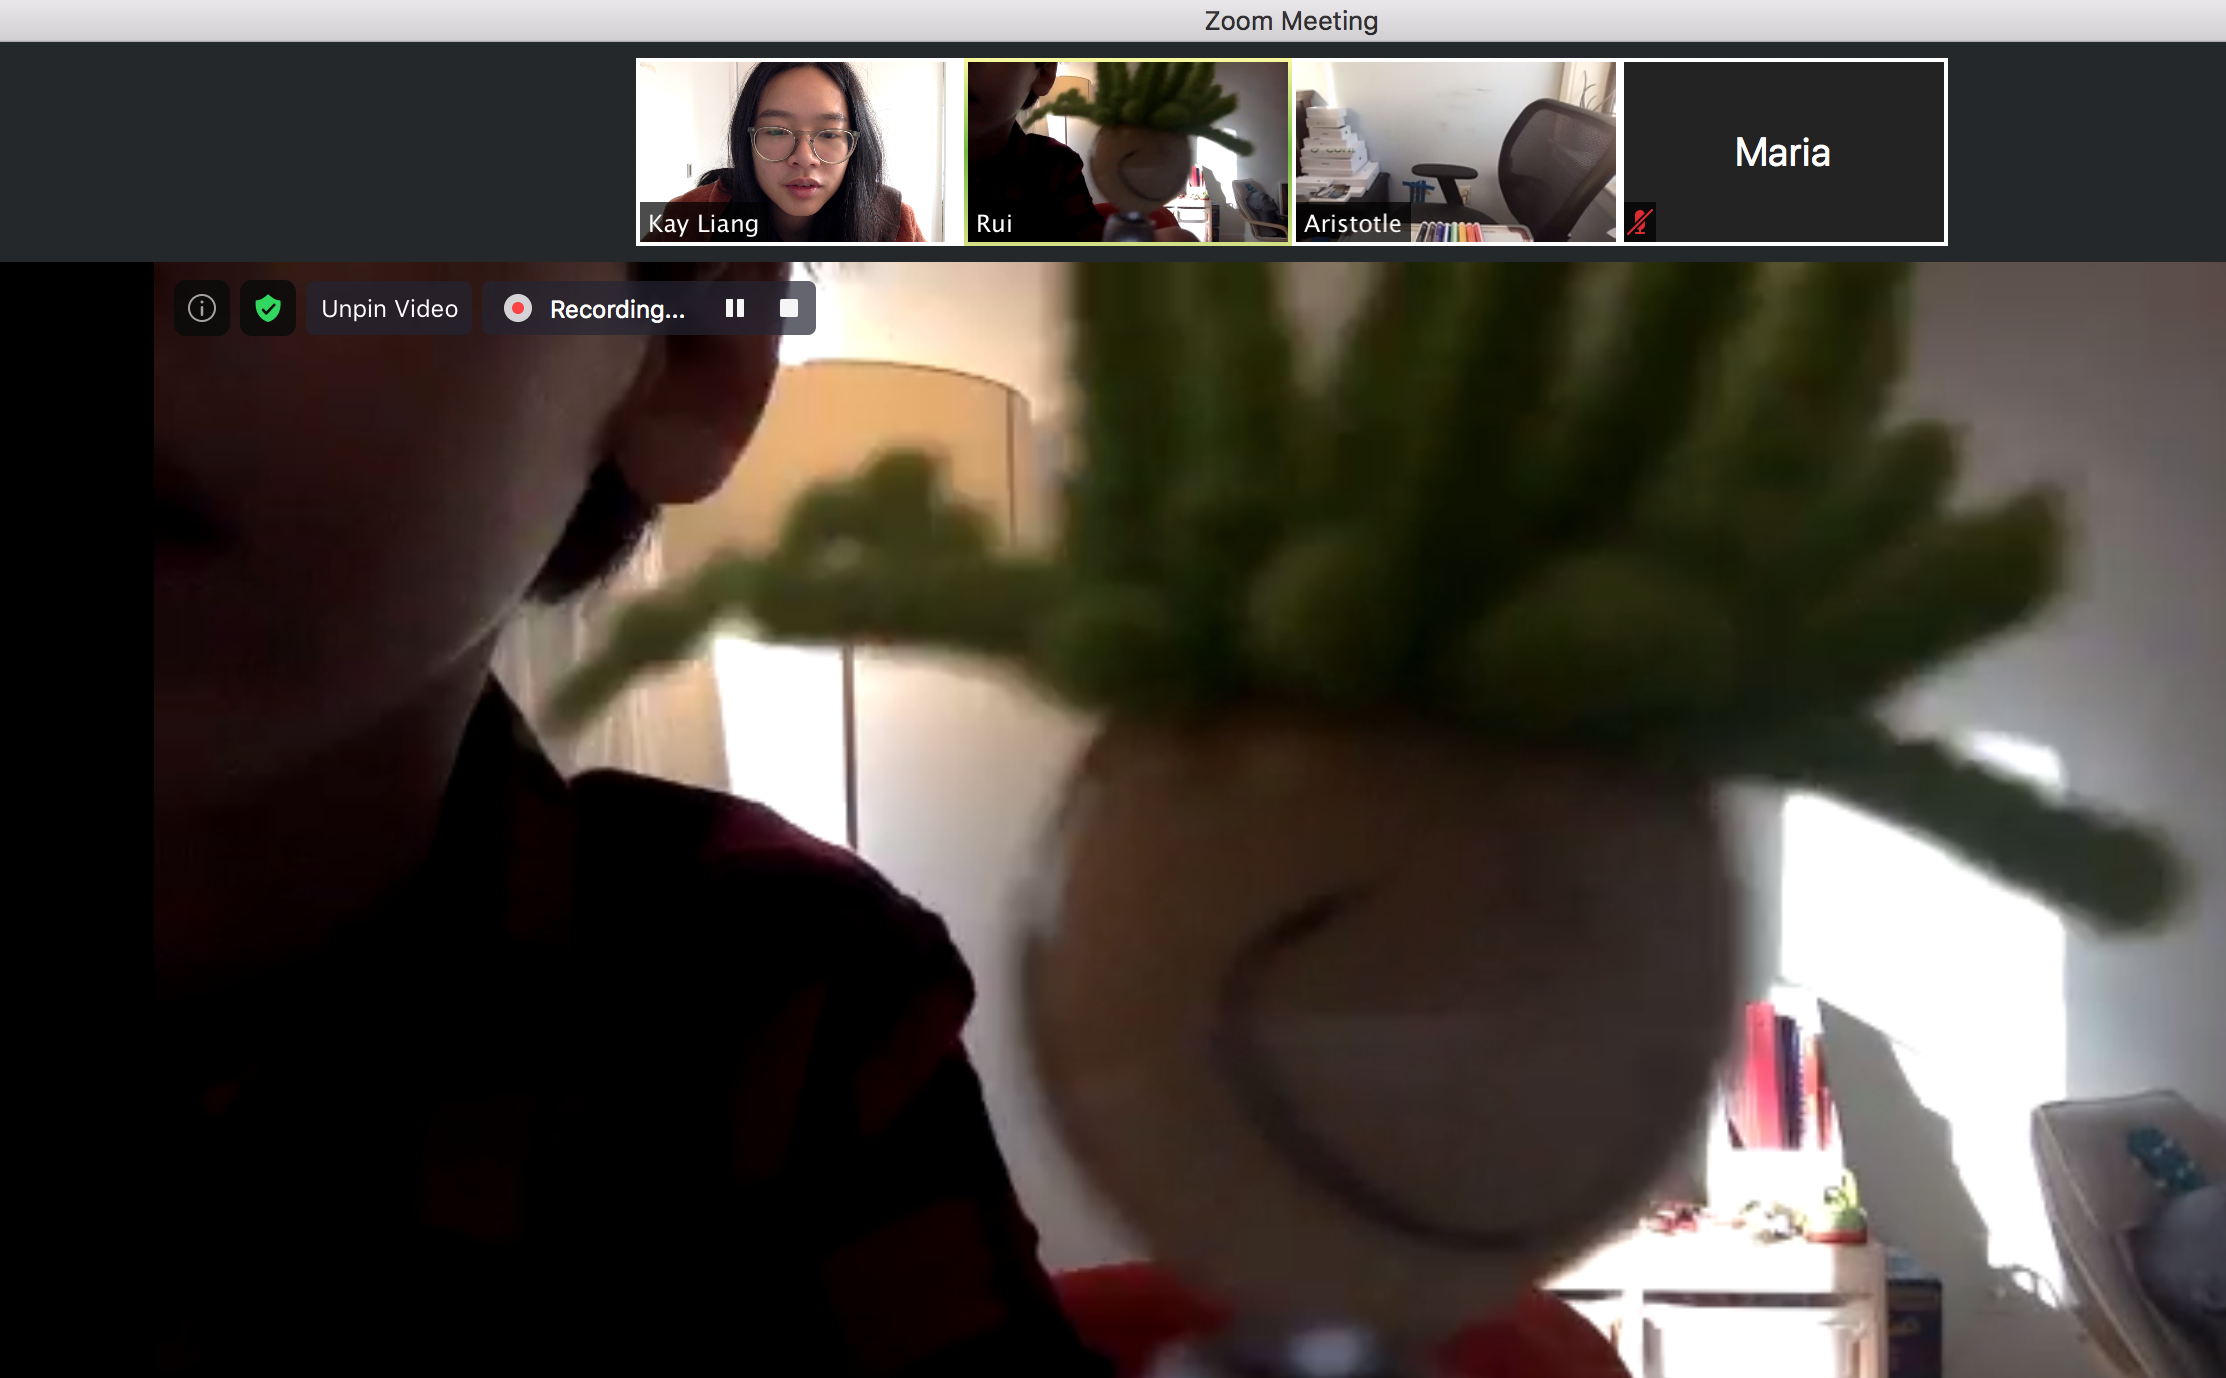 Zoom Meeting
Kay Liang
Rui
Aristotle
Maria
Unpin Video
Recording...